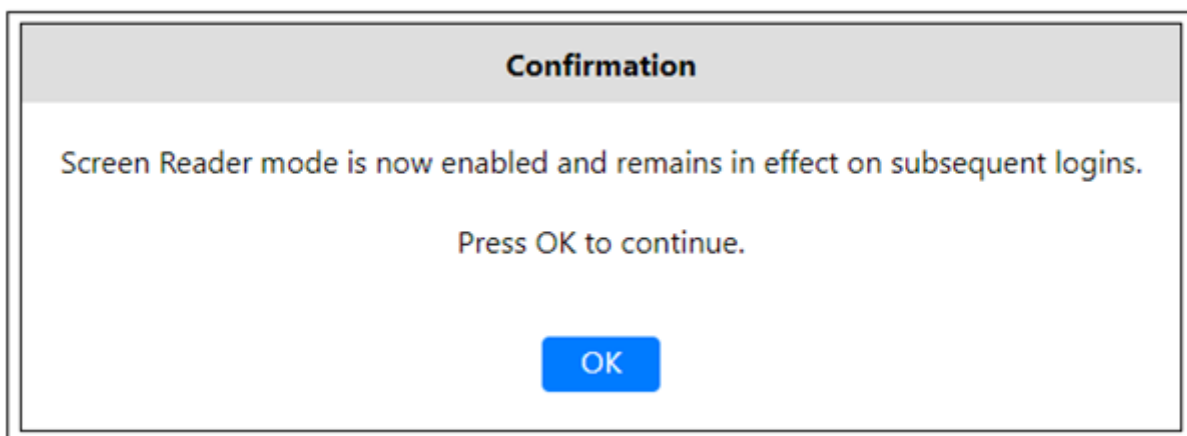 Confirmation
Screen Reader mode is now enabled and remains in effect on subsequent logins.
Press OK to continue.
OK